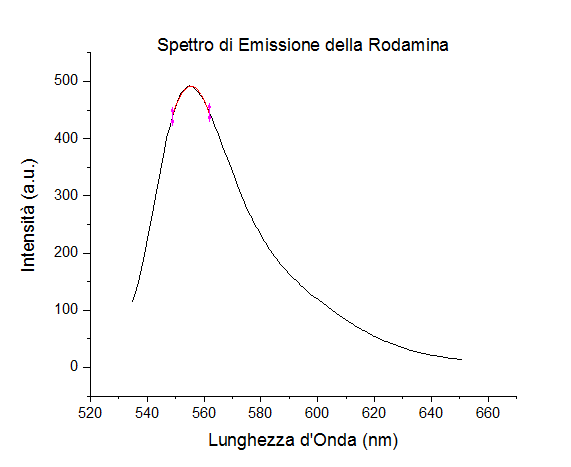 Spettro di Emissione della Rodamina
500
400
300
200
100
0
520 540 560 580 600 620 640 660
Intensità (a.u.)
Lunghezza d'Onda (nm)